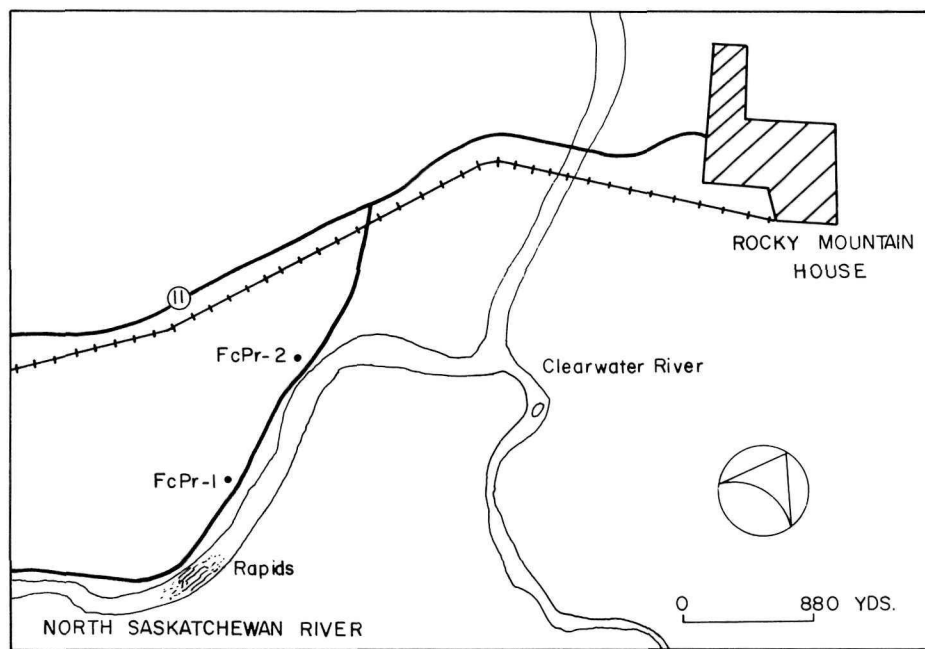 ROCKY MOUNTAIN
HOUSE
11
FcPr-2
Clearwater River
FcPr-1
Rapids
0 880 YDS.
NORTH SASKATCHEWAN RIVER